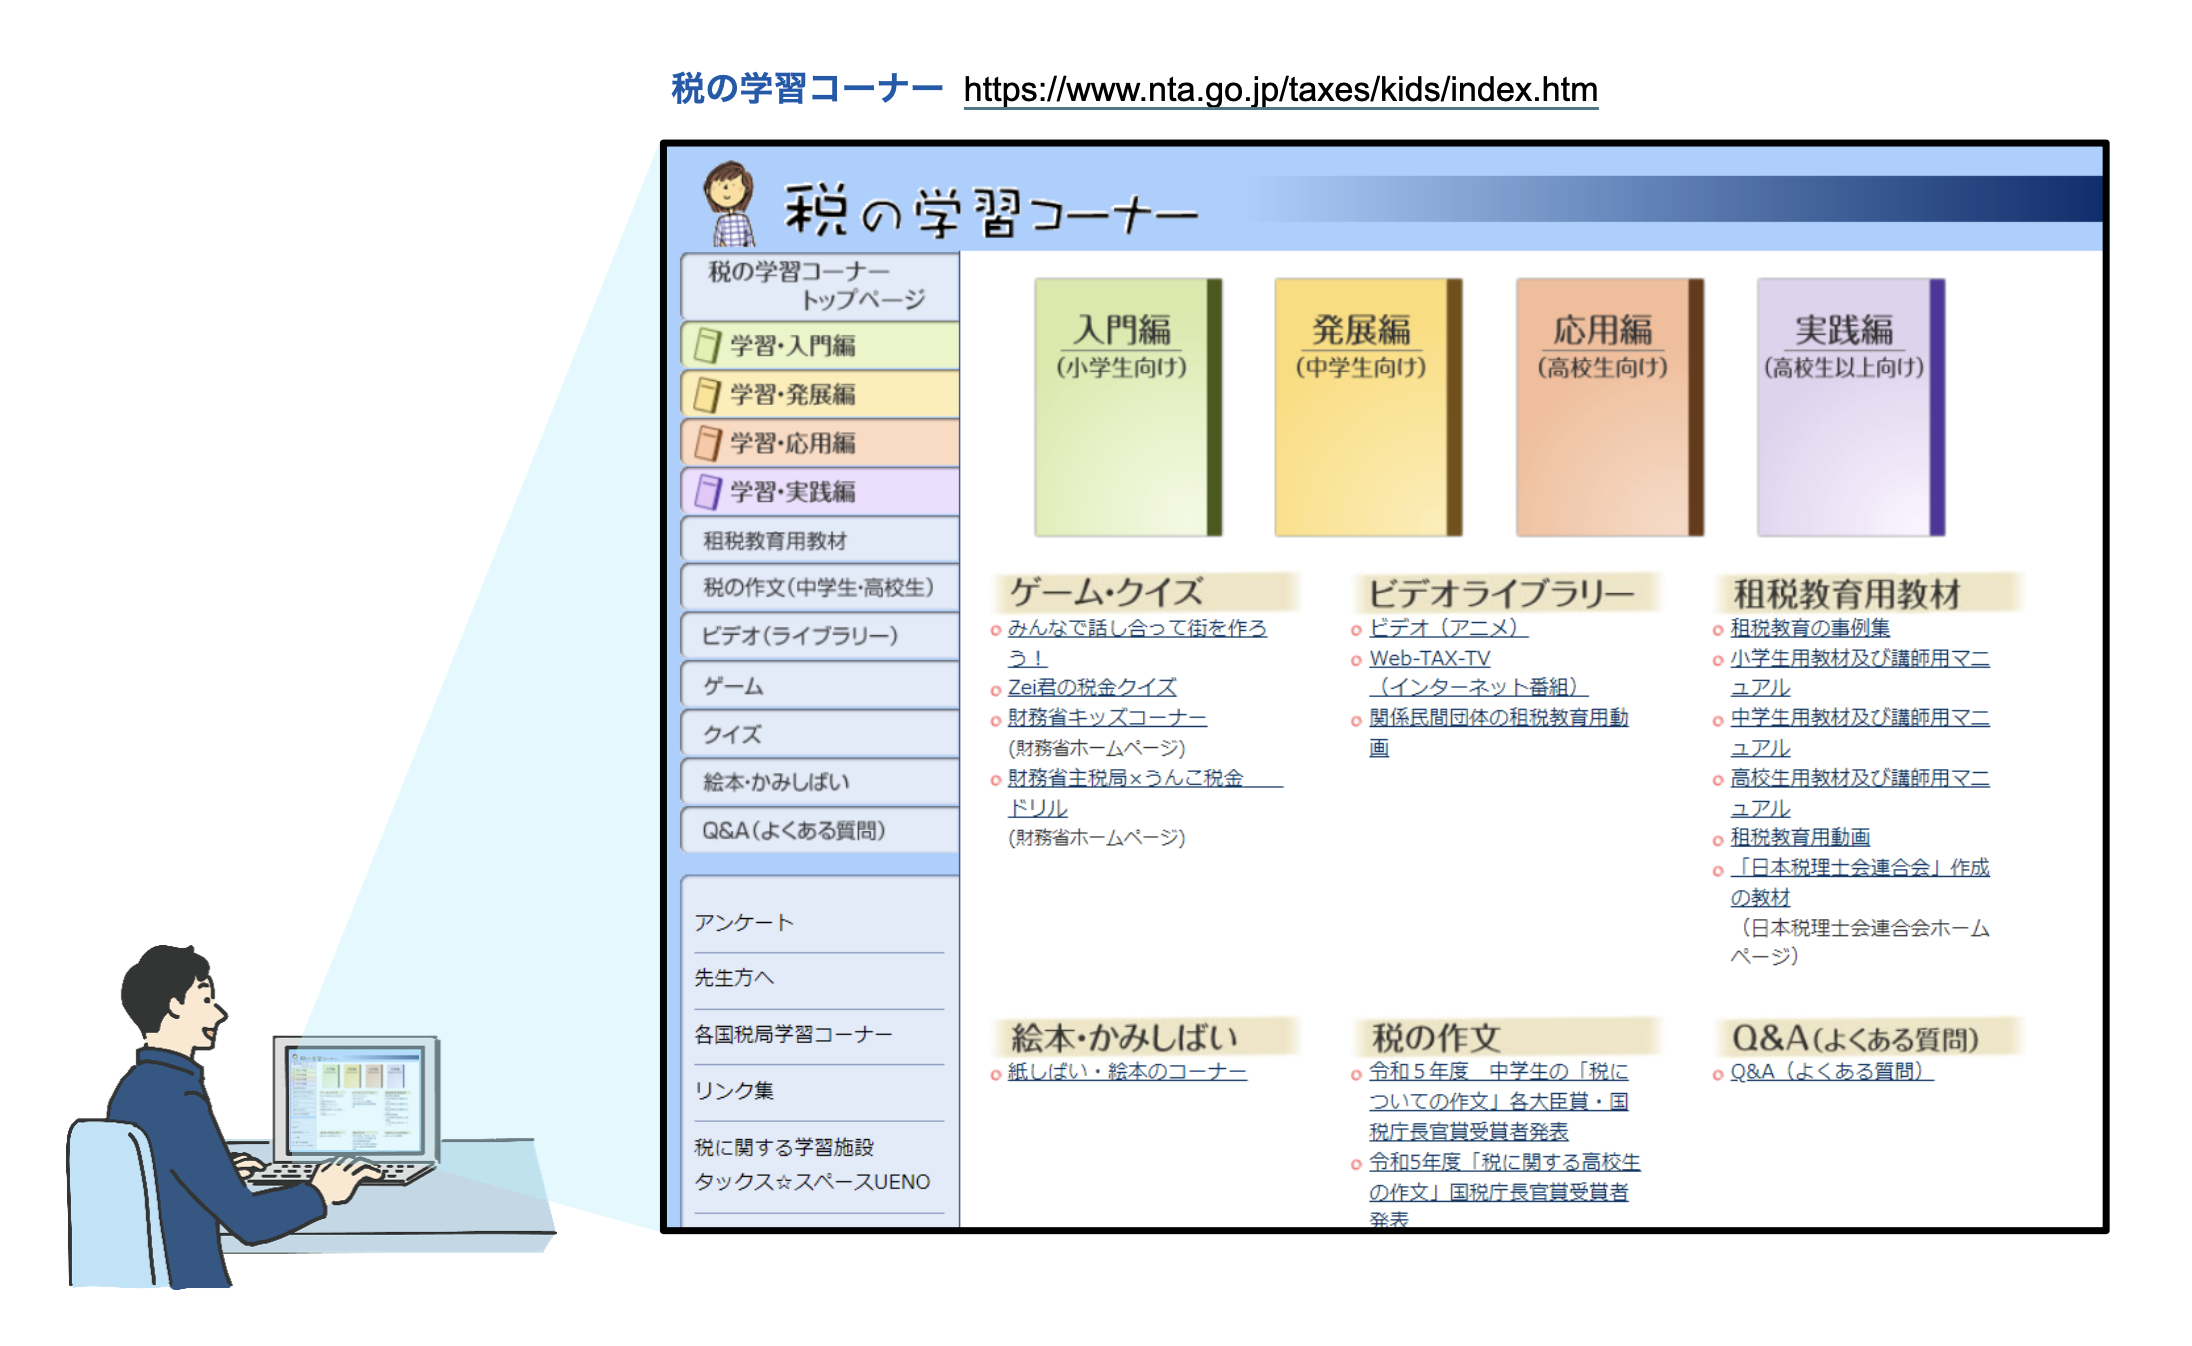 税の学習コーナー https://www.nta.go.jp/taxes/kids/index.htm
税の学習コーナー
税の学習コーナー
トップページ
学習・入門編
学習・発展編
学習・応用編
学習・実践編
租税教育用教材
税の作文(中学生・高校生)
ビデオ(ライブラリー)
ゲーム
クイズ
絵本・かみしばい
Q&A(よくある質問)
アンケート
先生方へ
各国税局学習コーナー
リンク集
税に関する学習施設
タックス☆スペースUENO
入門編
(小学生向け)
発展編
(中学生向け)
応用編
(高校生向け)
実践編
(高校生以上向け)
ゲーム・クイズ
みんなで話し合って街を作ろ
う！
Zei君の税金クイズ
財務省キッズコーナー
(財務省ホームページ)
財務省主税局×うんこ税金
ドリル
(財務省ホームページ)
ビデオライブラリー
ビデオ（アニメ）
Web-TAX-TV
（インターネット番組）
関係民間団体の租税教育用動
画
租税教育用教材
租税教育の事例集
小学生用教材及び講師用マニ
ュアル
中学生用教材及び講師用マニ
ュアル
高校生用教材及び講師用マニ
ュアル
租税教育用動画
「日本税理士会連合会」作成
の教材
（日本税理士会連合会ホーム
ページ）
絵本・かみしばい
紙しばい・絵本のコーナー
税の作文
令和５年度　中学生の「税に
ついての作文」各大臣賞・国
税庁長官賞受賞者発表
令和5年度「税に関する高校生
の作文」国税庁長官賞受賞者
発表
Q&A(よくある質問)
Q&A（よくある質問）